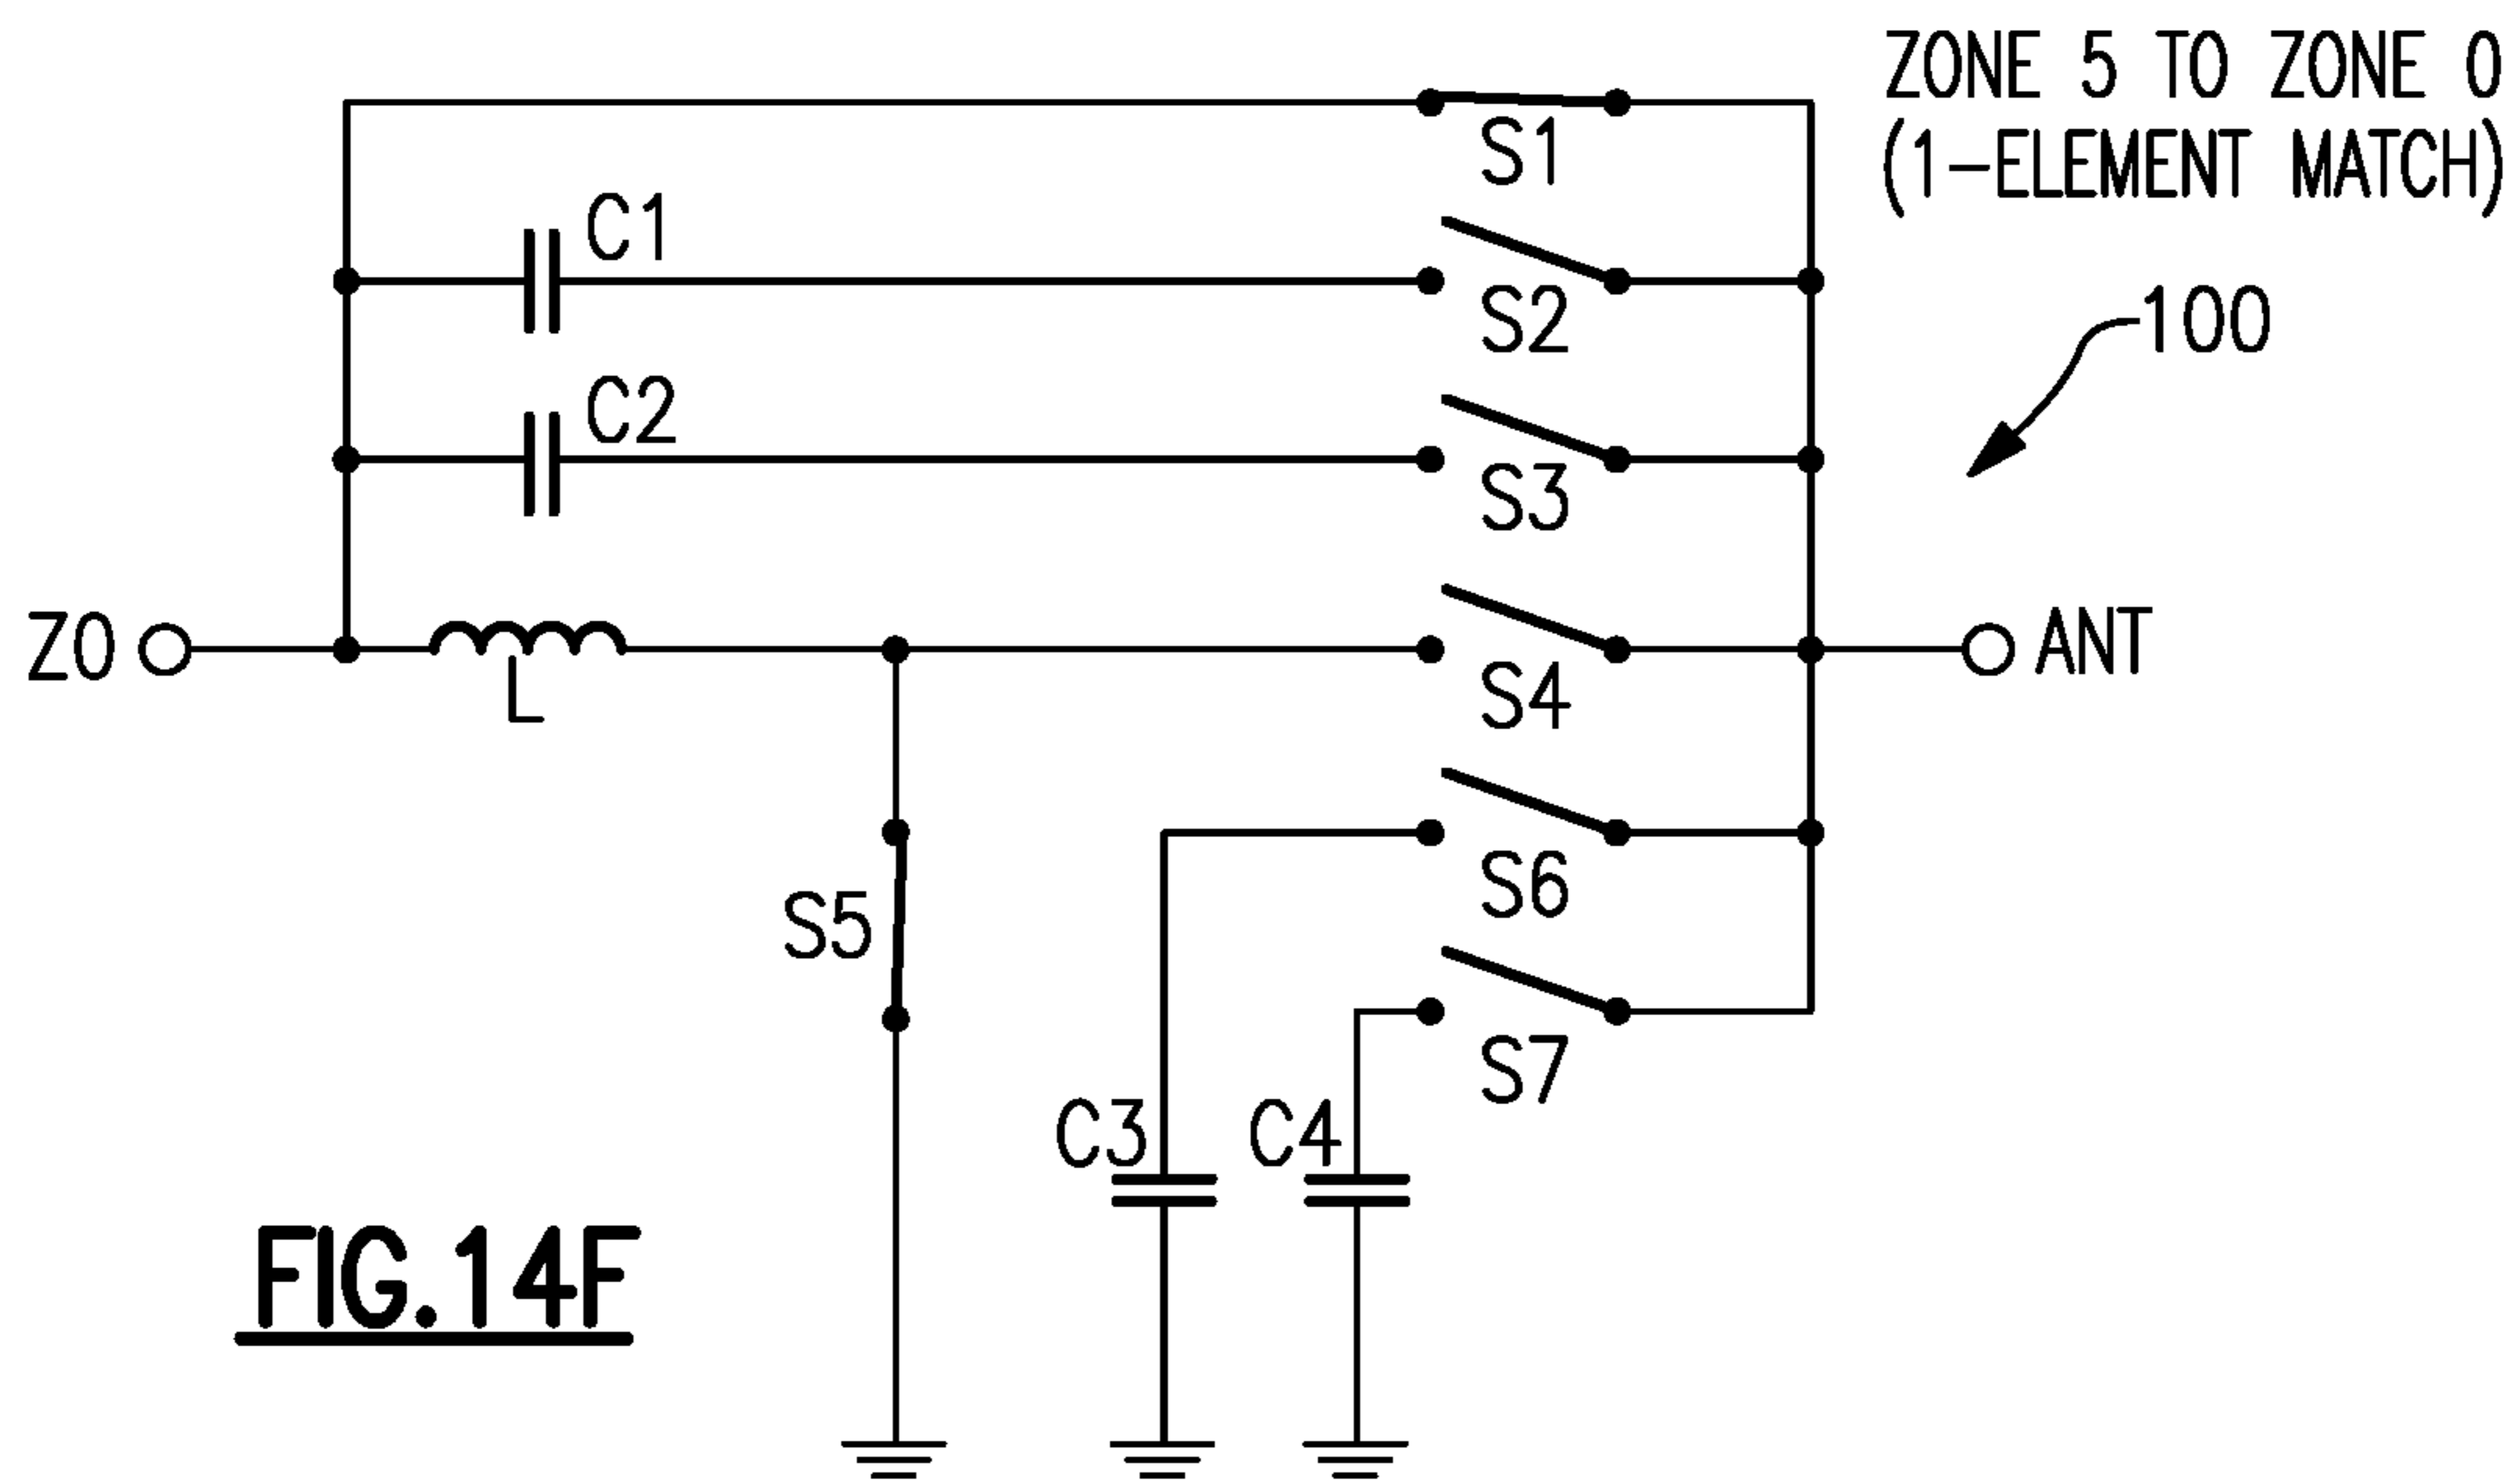 ZONE 5 TO ZONE 0
(1-ELEMENT MATCH)
S1
C1
S2
100
C2
S3
Z0
L
S4
ANT
S6
S5
S7
C3
C4
FIG.14F